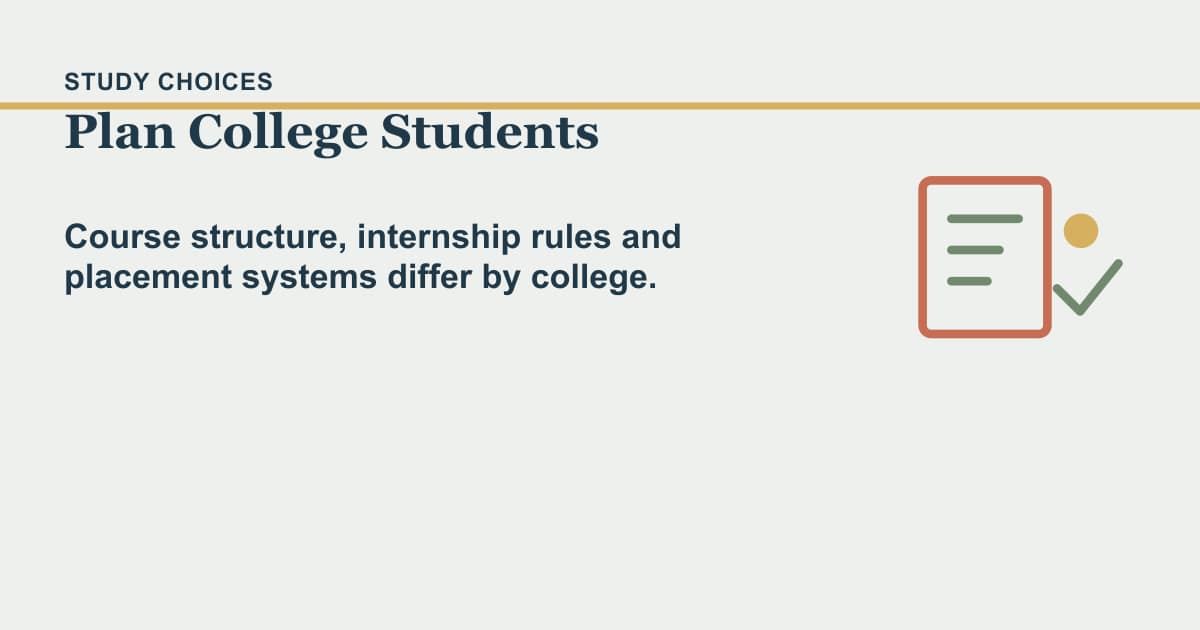 STUDY CHOICES
Plan College Students
Course structure, internship rules and
placement systems differ by college.